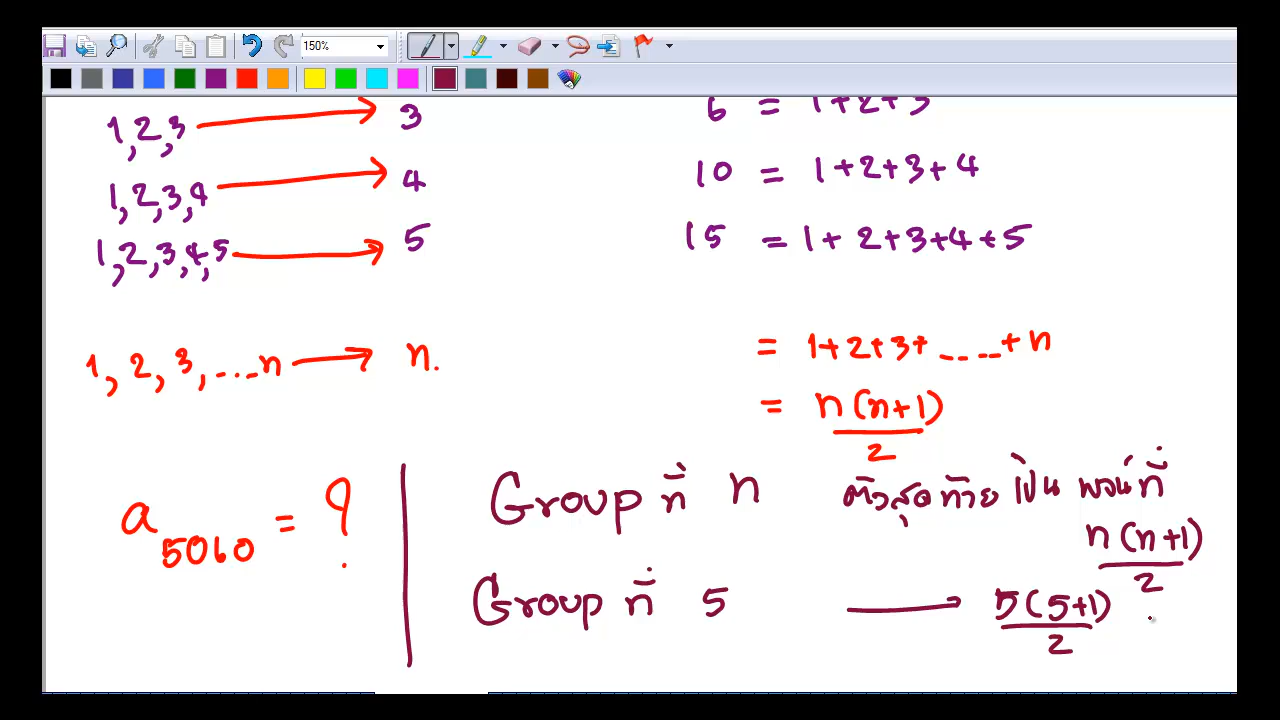 150%
1,2,3 → 3 6 = 1+2+3
1,2,3,4 → 4 10 = 1+2+3+4
1,2,3,4,5 → 5 15 = 1+2+3+4+5
1, 2, 3, ...n → n. = 1+2+3+....+n
= n(n+1)/2
a5060 = ?
Group ที่ n ตัวสุดท้าย เป็น พจน์ที่ n(n+1)/2
Group ที่ 5 → 5(5+1)/2